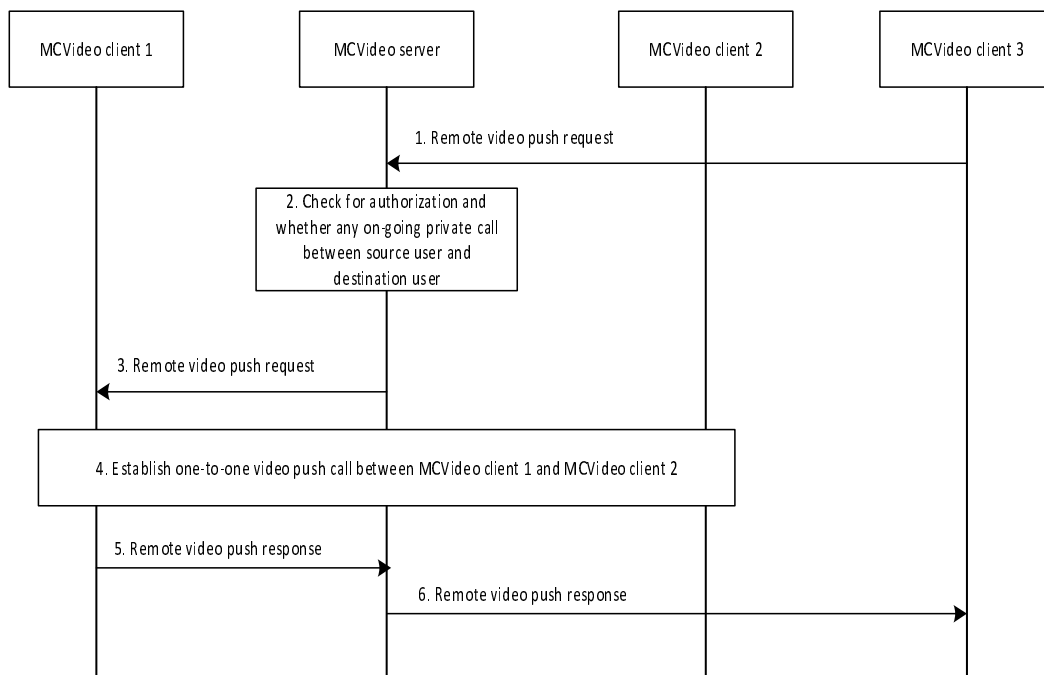 MCVideo client 1
MCVideo server
MCVideo client 2
MCVideo client 3
1. Remote video push request
2. Check for authorization and
whether any on-going private call
between source user and
destination user
3. Remote video push request
4. Establish one-to-one video push call between MCVideo client 1 and MCVideo client 2
5. Remote video push response
6. Remote video push response